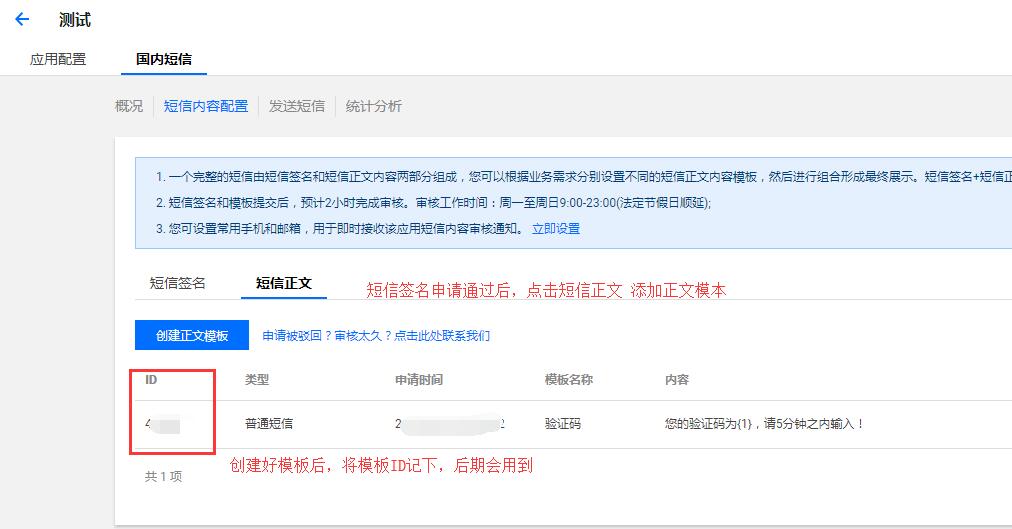 测试
应用配置 国内短信
概况 短信内容配置 发送短信 统计分析
1. 一个完整的短信由短信签名和短信正文内容两部分组成，您可以根据业务需求分别设置不同的短信正文内容模板，然后进行组合形成最终展示。短信签名+短信正
2. 短信签名和模板提交后，预计2小时完成审核。审核工作时间：周一至周日9:00-23:00(法定节假日顺延);
3. 您可设置常用手机和邮箱，用于即时接收该应用短信内容审核通知。 立即设置
短信签名 短信正文 短信签名申请通过后，点击短信正文 添加正文模本
创建正文模板 申请被驳回？审核太久？点击此处联系我们
ID 类型 申请时间 模板名称 内容
4 普通短信 2 2 验证码 您的验证码为{1}，请5分钟之内输入！
创建好模板后，将模板ID记下，后期会用到
共 1 项